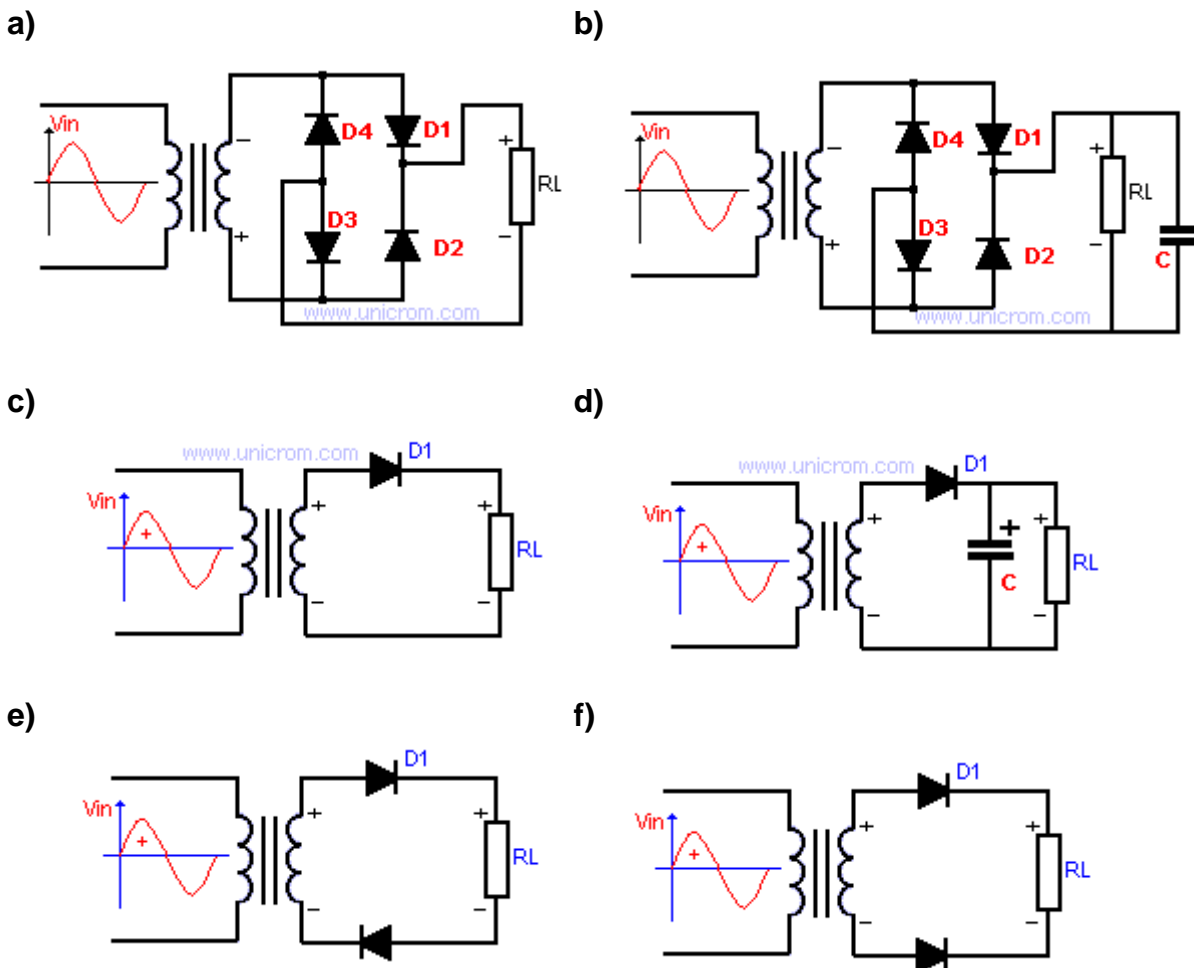 a)
Vin
-
+
D4
D1
D3
D2
+
RL
-
www.unicrom.com
b)
Vin
-
+
D4
D1
D3
D2
+
RL
-
C
www.unicrom.com
c)
www.unicrom.com
D1
Vin
+
+
-
+
RL
-
d)
www.unicrom.com
D1
Vin
+
+
-
+
C
+
RL
-
e)
D1
Vin
+
+
-
+
RL
-
f)
D1
Vin
+
+
-
+
RL
-